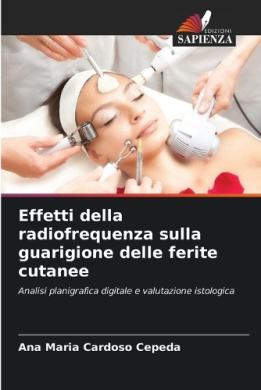 EDIZIONI
SAPIENZA
Effetti della
radiofrequenza sulla
guarigione delle ferite
cutanee
Analisi planigrafica digitale e valutazione istologica
Ana Maria Cardoso Cepeda